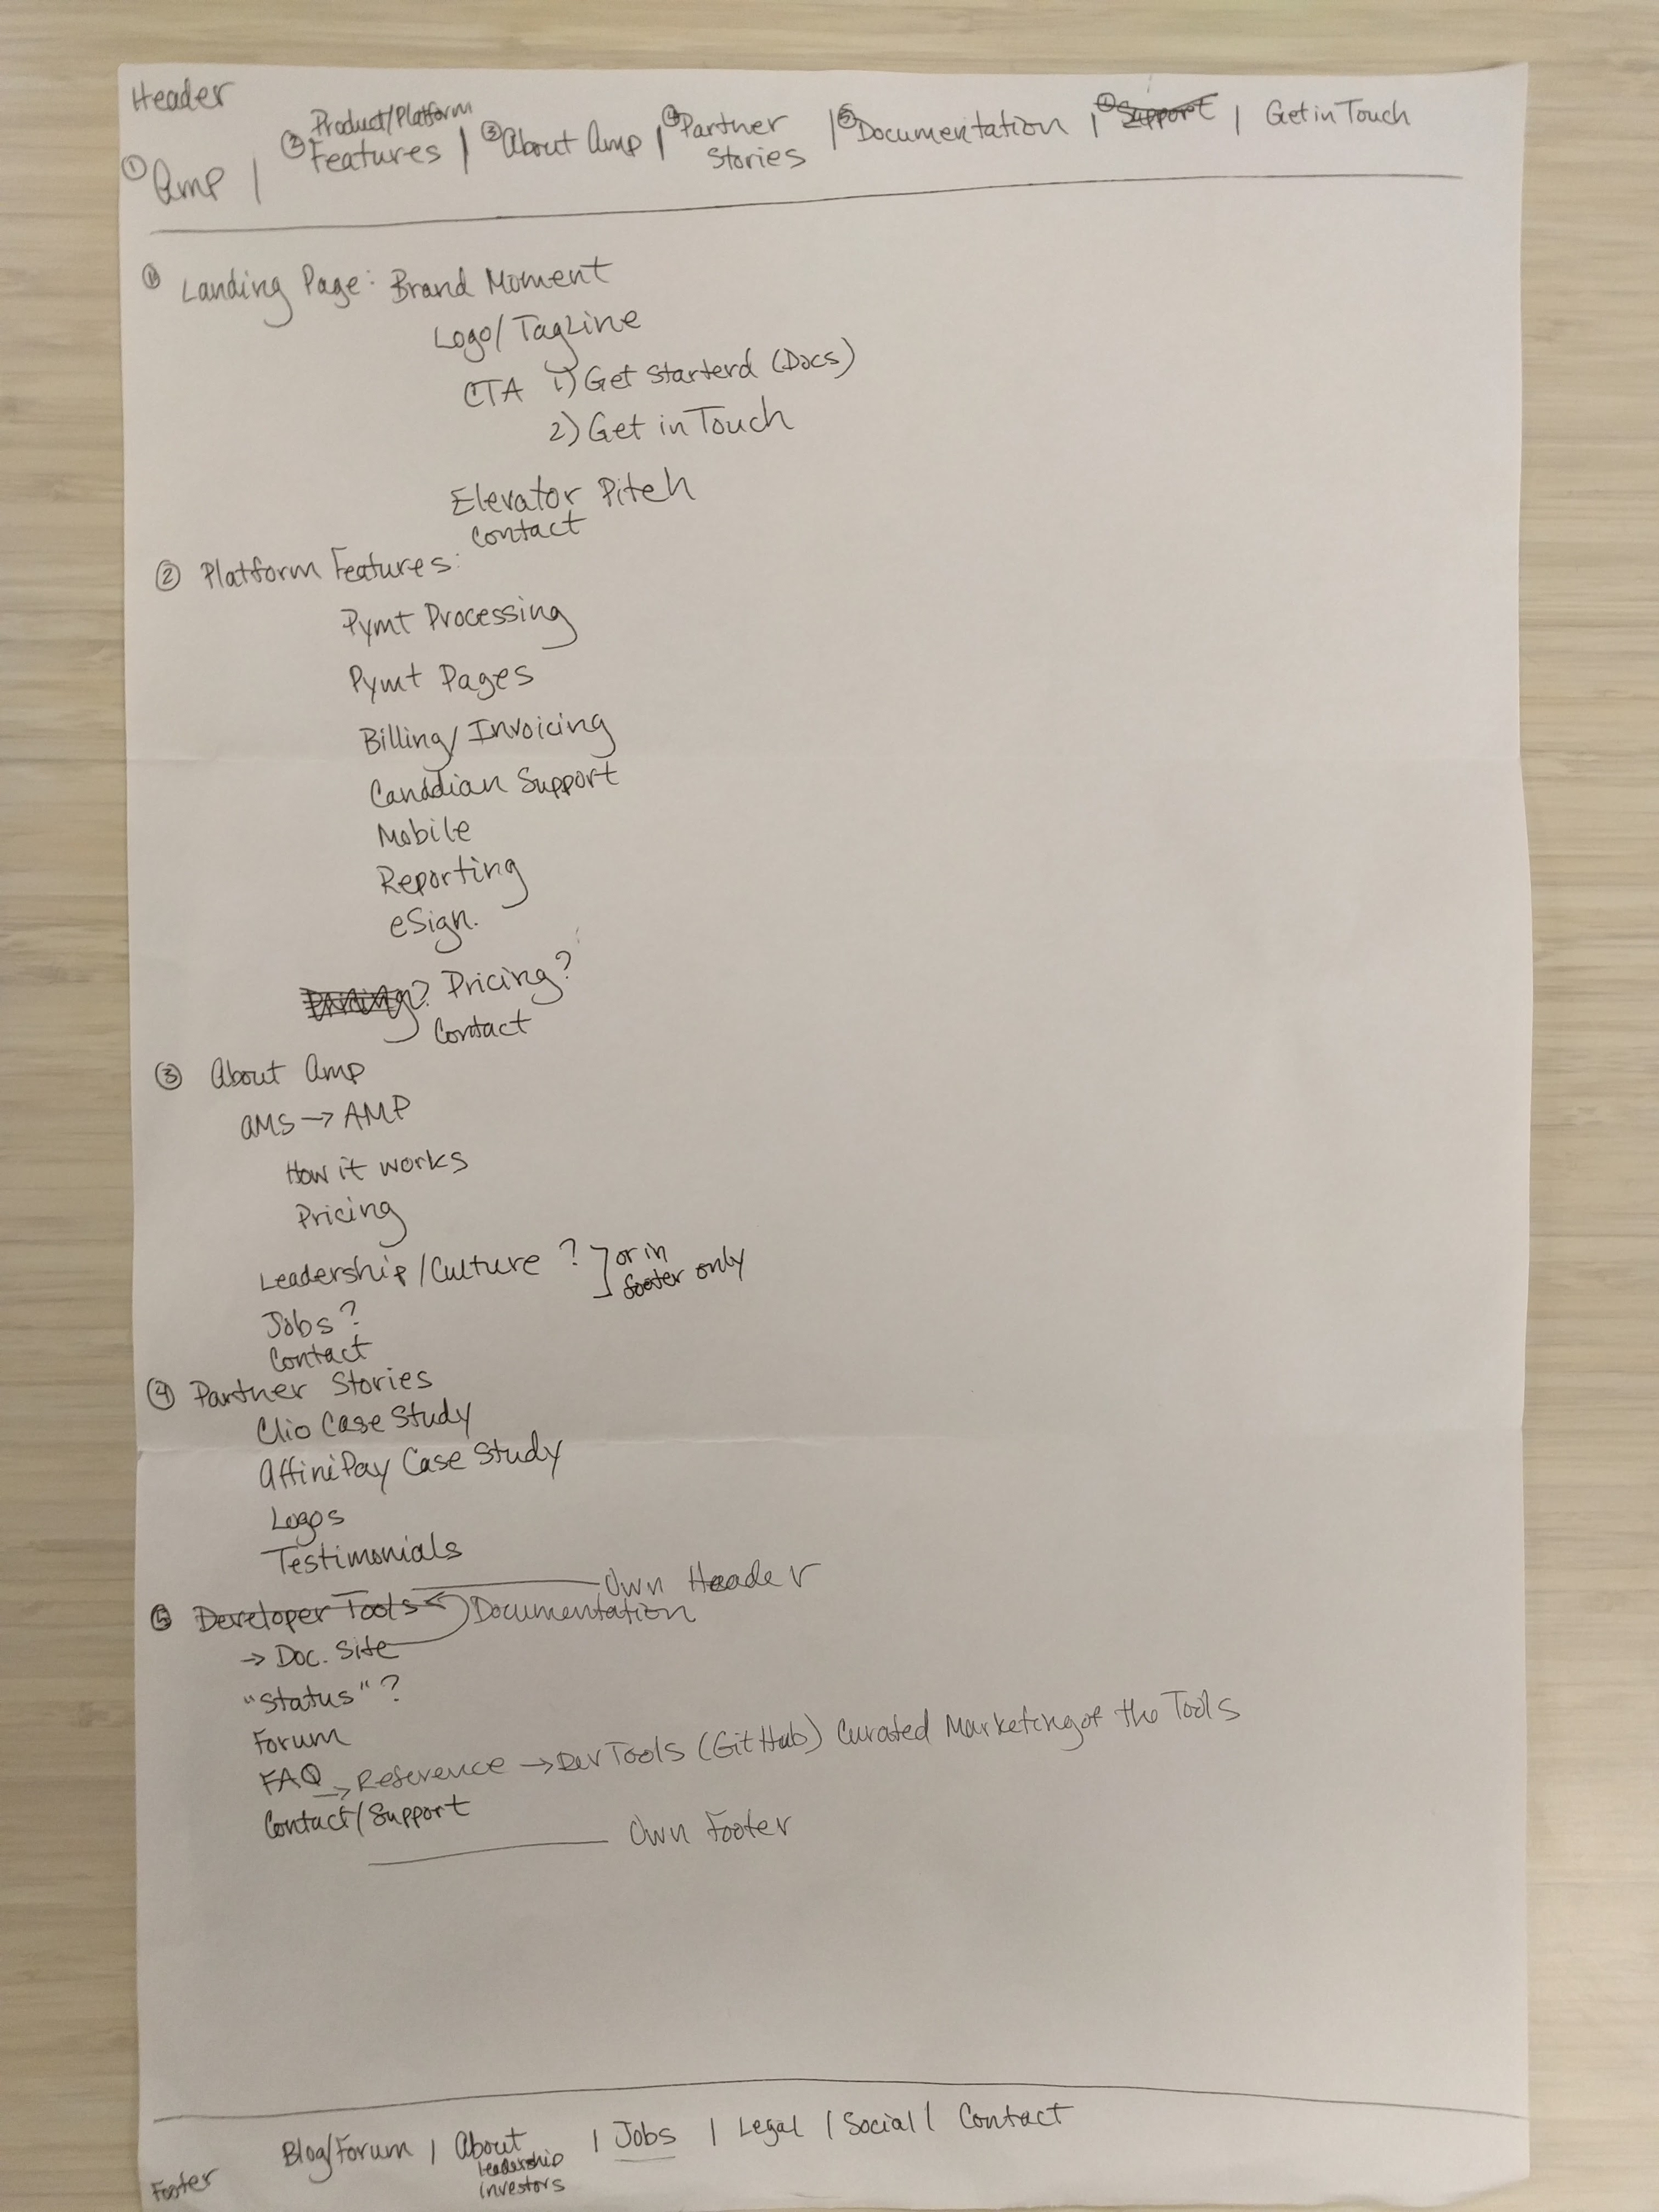 Header
① Amp | ② Product/Platform Features | ③ About Amp | ④ Partner Stories | ⑤ Documentation | Support | Get in Touch
① Landing Page: Brand Moment
Logo/TagLine
CTA 1) Get Starterd (Docs)
2) Get in Touch
Elevator Pitch
Contact
② Platform Features:
Pymt Processing
Pymt Pages
Billing/Invoicing
Canddian Support
Mobile
Reporting
eSign.
Pricing? Pricing?
Contact
③ About Amp
AMS → AMP
How it works
Pricing
Leadership/Culture ? ] or in footer only
Jobs?
Contact
④ Partner Stories
Clio Case Study
AffiniPay Case Study
Logos
Testimonials
Own Header
⑤ Developer Tools Documentation
→ Doc. Site
"Status"?
Forum
FAQ → Reference → Dev Tools (GitHub) Curated Marketing of the Tools
Contact/Support
Own Footer
Blog/Forum | About | Jobs | Legal | Social | Contact
Leadership
Investors
Footer